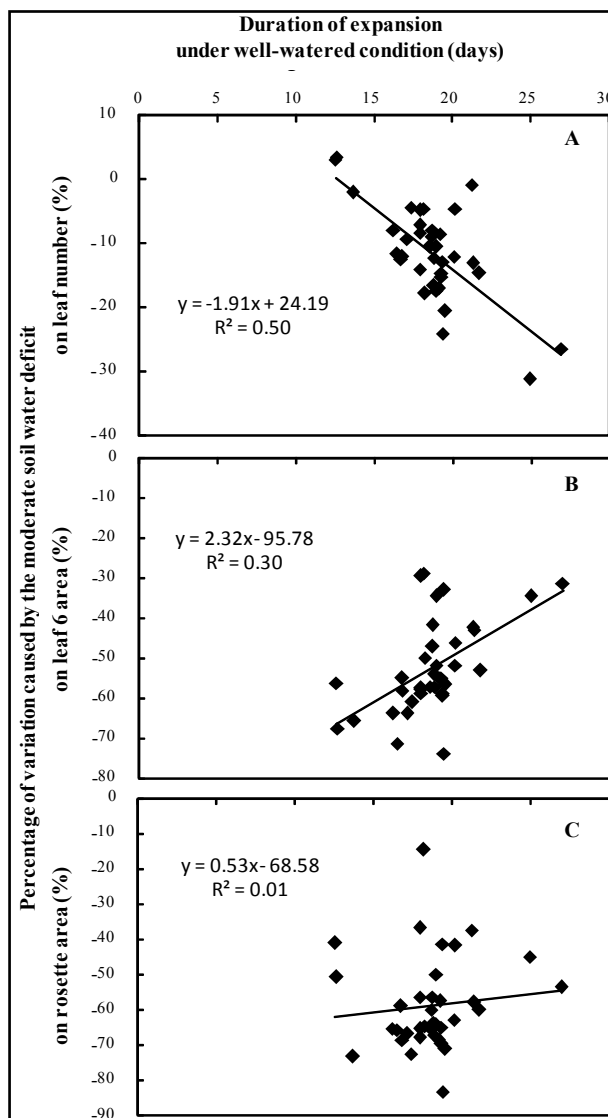 Duration of expansion
under well-watered condition (days)
0 5 10 15 20 25 30
Percentage of variation caused by the moderate soil water deficit
on leaf number (%)
10
0
-10
-20
-30
-40
A
y = -1.91x + 24.19
R² = 0.50
on leaf 6 area (%)
0
-10
-20
-30
-40
-50
-60
-70
-80
B
y = 2.32x- 95.78
R² = 0.30
on rosette area (%)
0
-10
-20
-30
-40
-50
-60
-70
-80
-90
C
y = 0.53x- 68.58
R² = 0.01